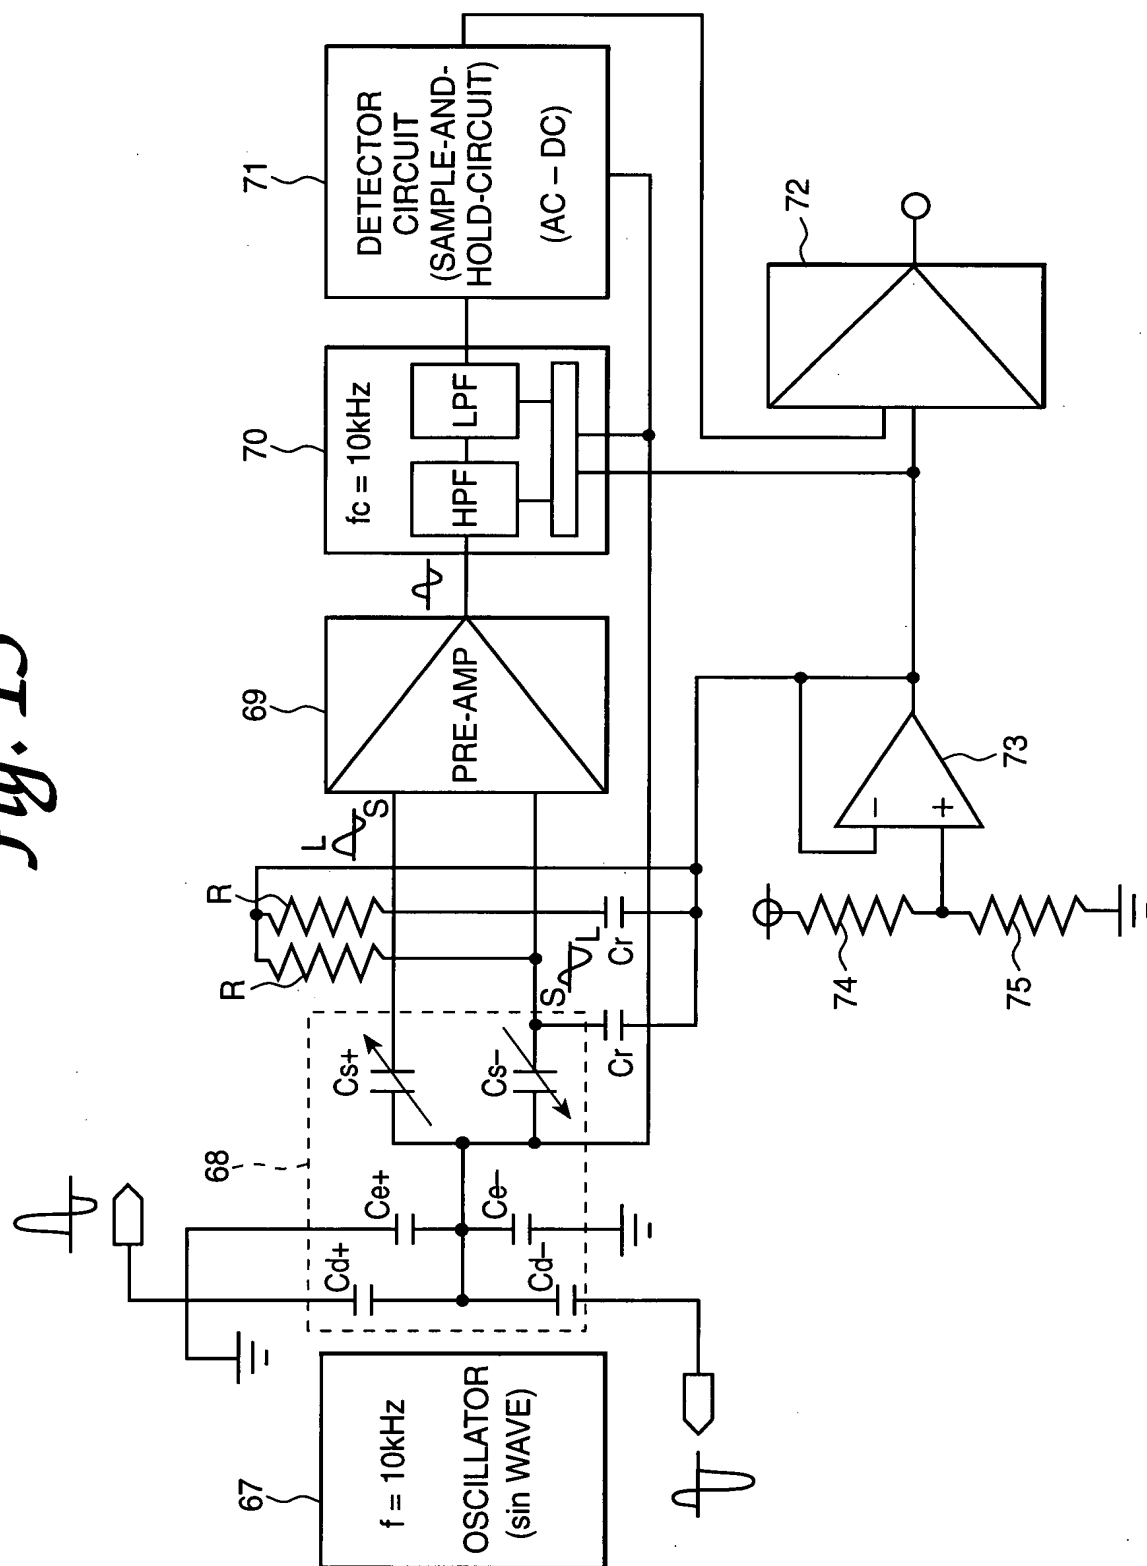 Fig.
67
f = 10kHz
OSCILLATOR
(sin WAVE)
68
Cd+
Ce+
Cd−
Ce−
Cs+
Cs−
R
R
L
S
S
L
Cr
Cr
69
PRE-AMP
70
fc = 10kHz
HPF
LPF
71
DETECTOR
CIRCUIT
(SAMPLE-AND-
HOLD-CIRCUIT)
(AC – DC)
72
74
75
−
+
73